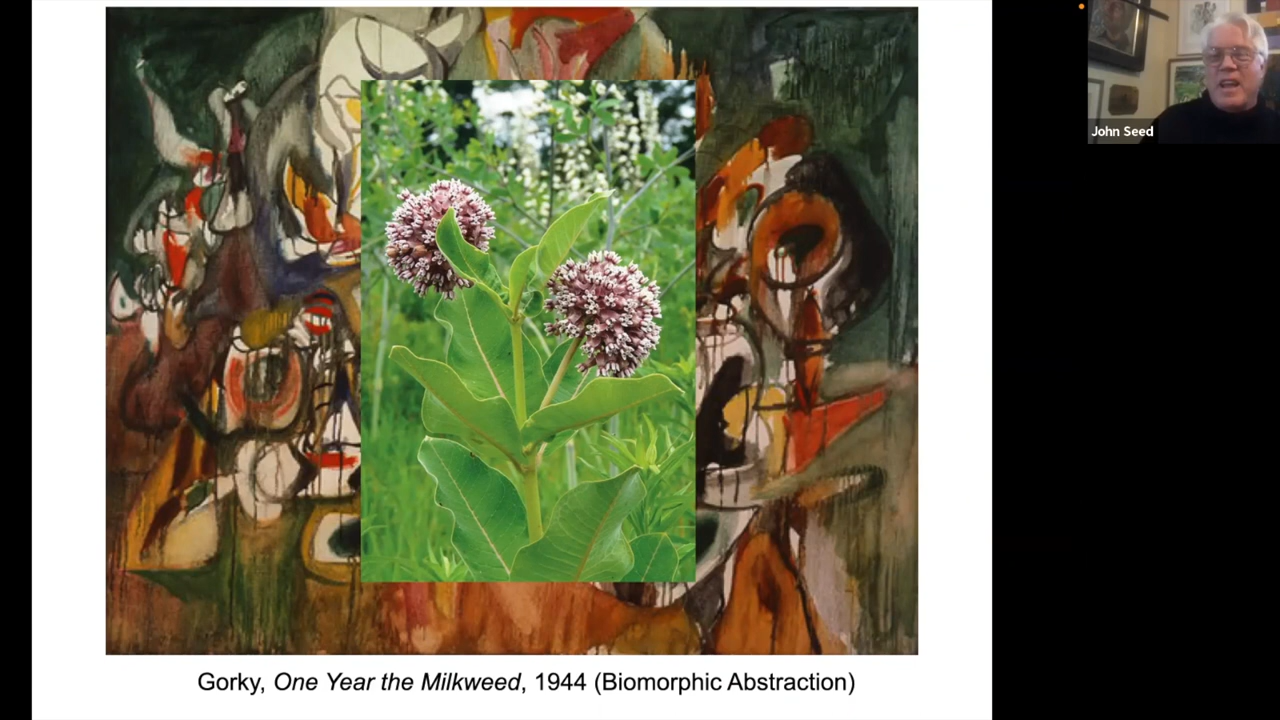 John Seed
Gorky, One Year the Milkweed, 1944 (Biomorphic Abstraction)